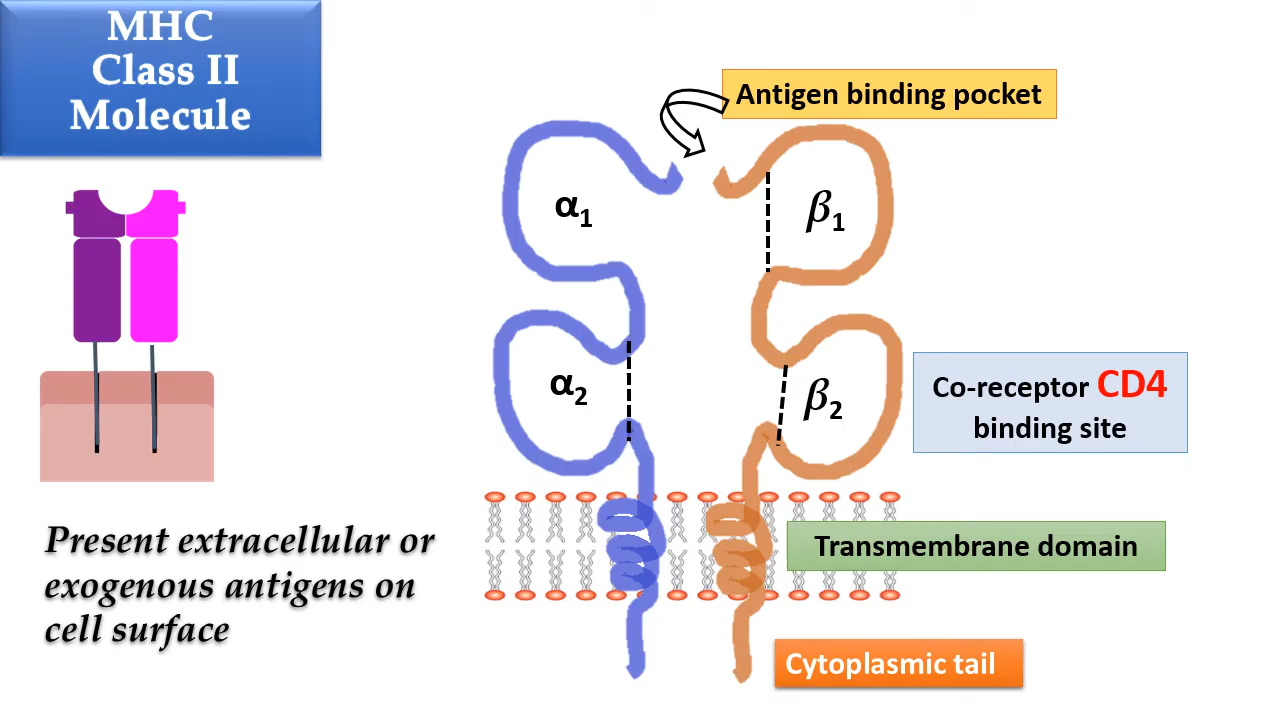 MHC
Class II
Molecule
Antigen binding pocket
α1
β1
α2
β2
Co-receptor CD4
binding site
Transmembrane domain
Present extracellular or
exogenous antigens on
cell surface
Cytoplasmic tail